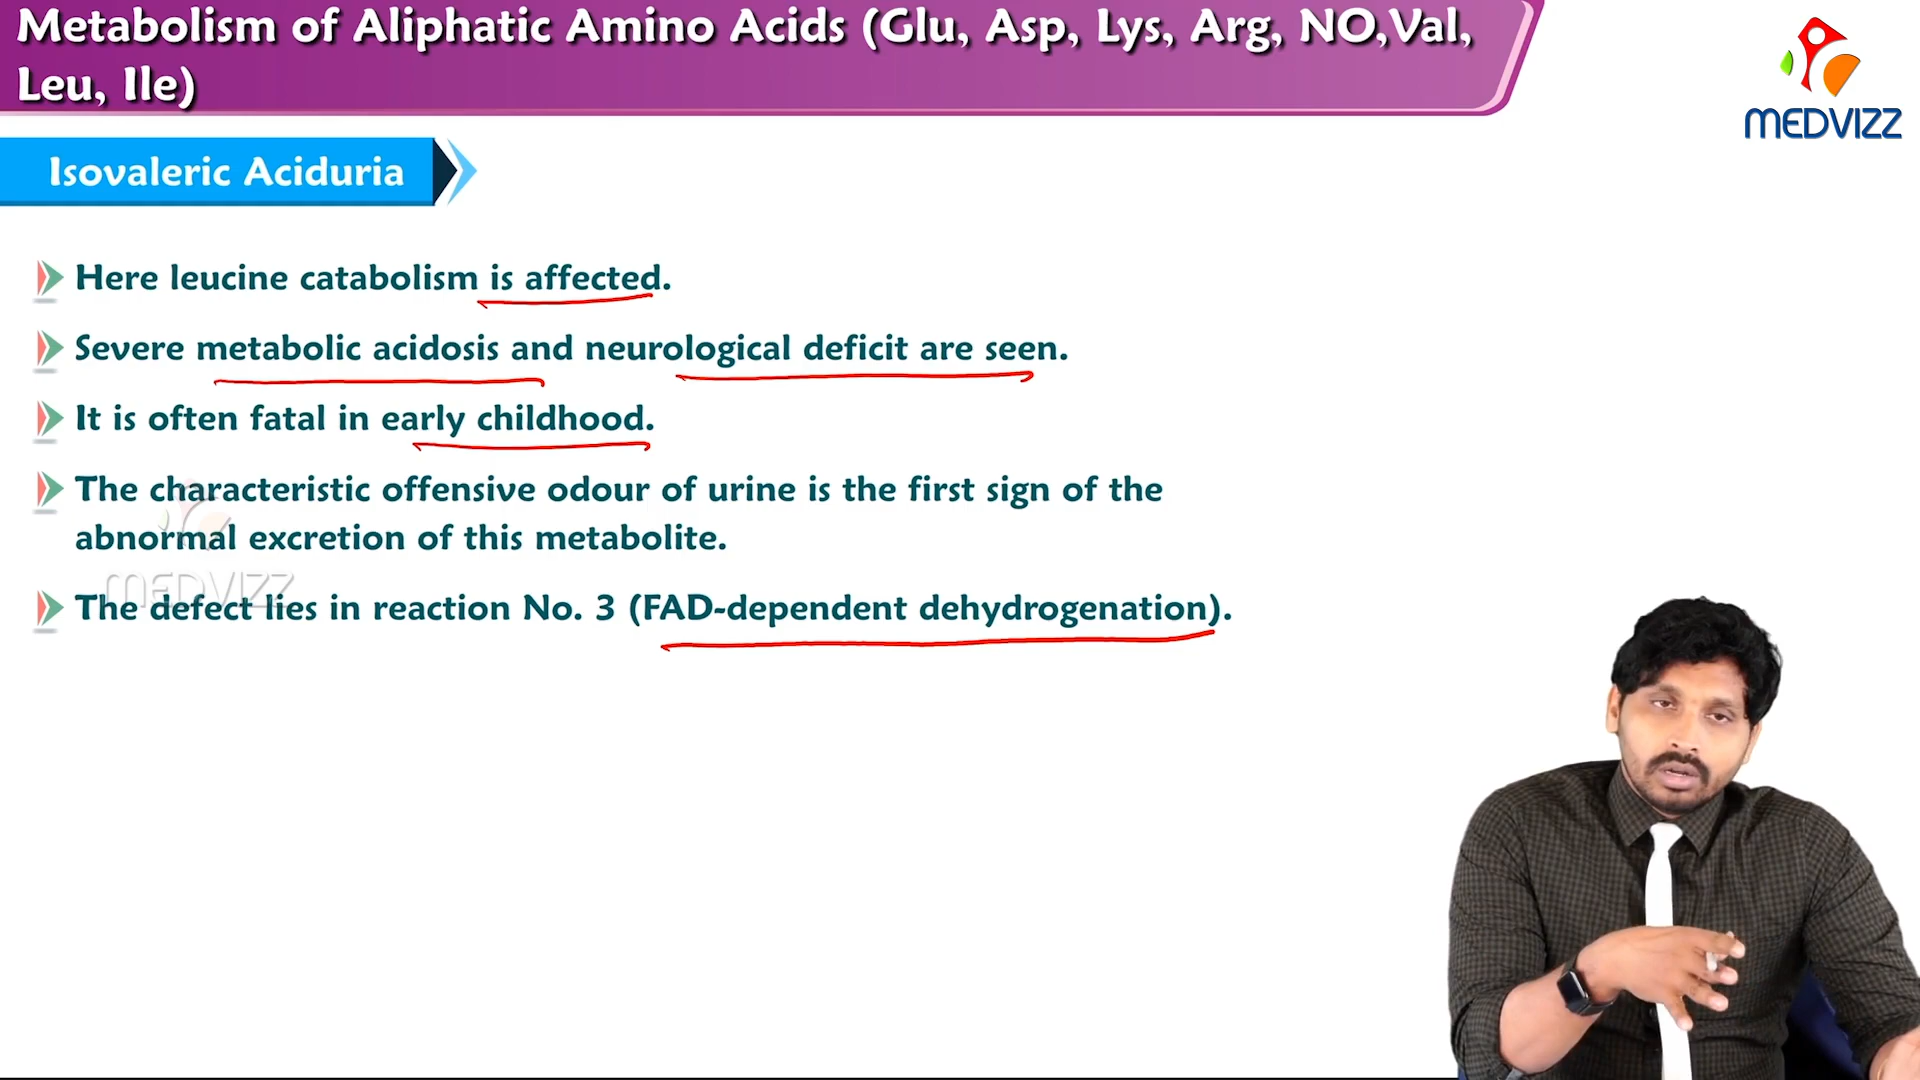 Metabolism of Aliphatic Amino Acids (Glu, Asp, Lys, Arg, NO,Val,
Leu, Ile)
MEDVIZZ
Isovaleric Aciduria
Here leucine catabolism is affected.
Severe metabolic acidosis and neurological deficit are seen.
It is often fatal in early childhood.
The characteristic offensive odour of urine is the first sign of the
abnormal excretion of this metabolite.
MEDVIZZ
The defect lies in reaction No. 3 (FAD-dependent dehydrogenation).